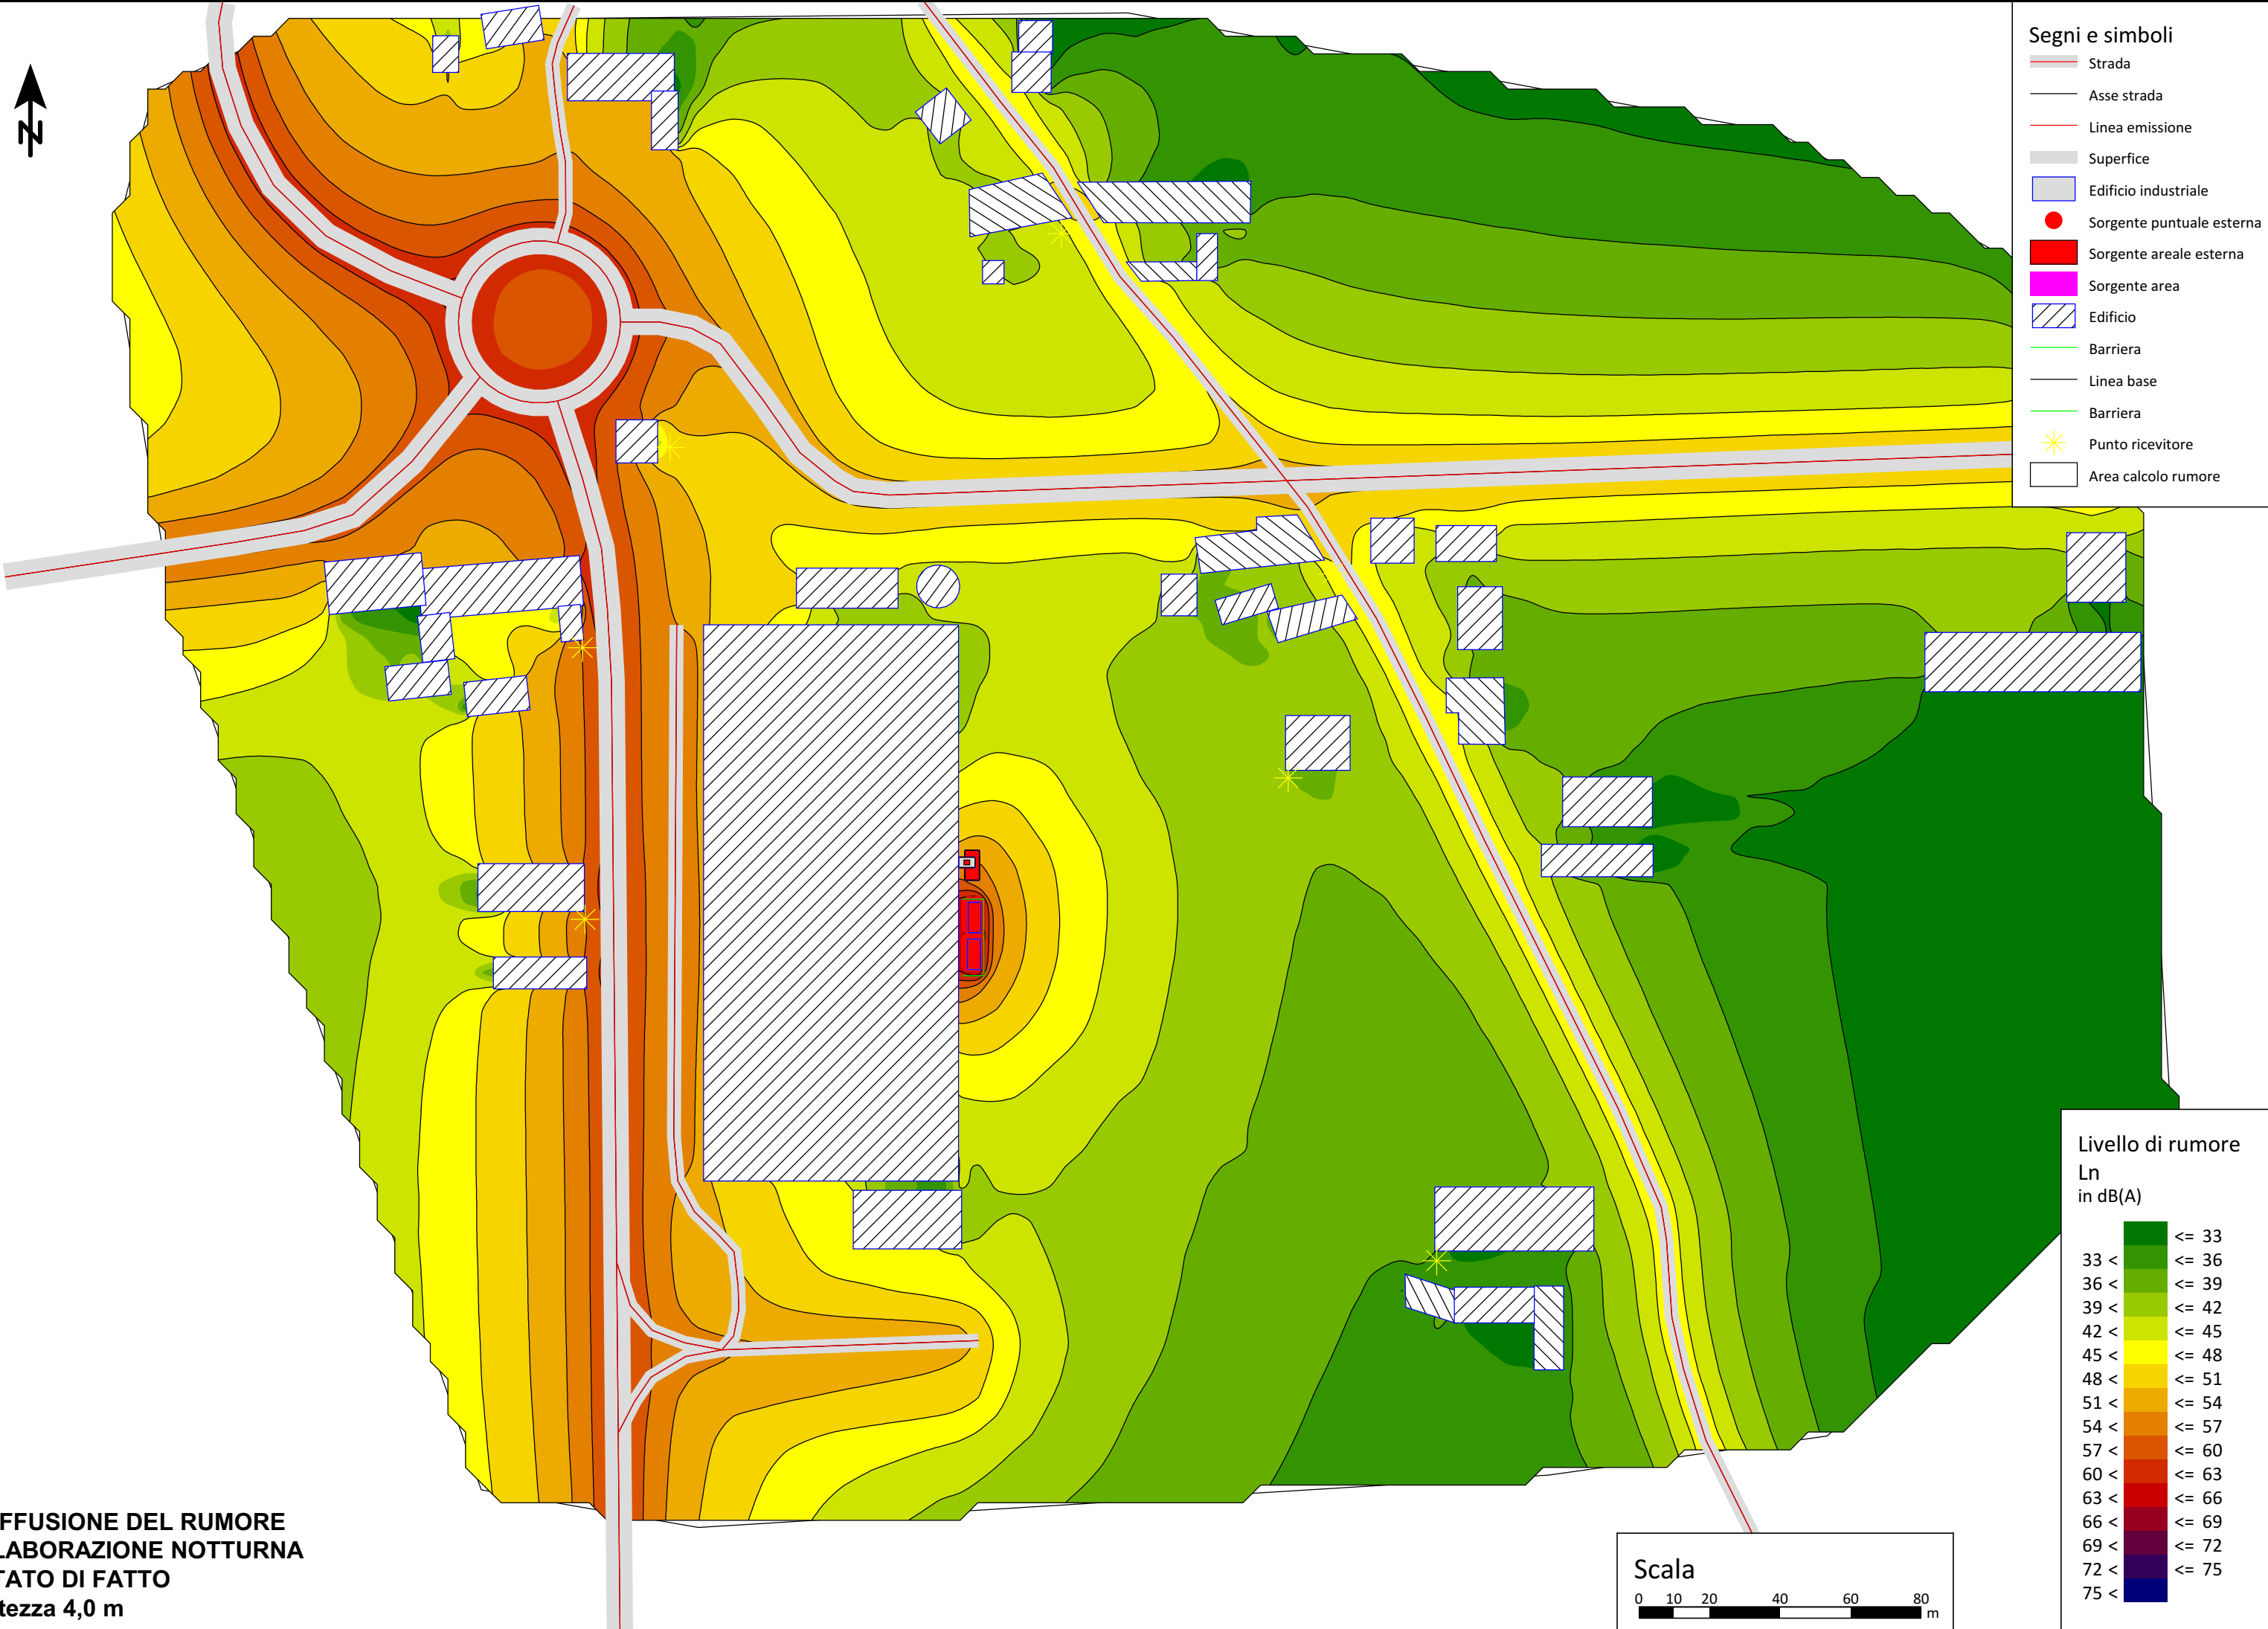 N
Segni e simboli
Strada
Asse strada
Linea emissione
Superfice
Edificio industriale
Sorgente puntuale esterna
Sorgente areale esterna
Sorgente area
Edificio
Barriera
Linea base
Barriera
Punto ricevitore
Area calcolo rumore
Livello di rumore
Ln
in dB(A)
<= 33
33 < <= 36
36 < <= 39
39 < <= 42
42 < <= 45
45 < <= 48
48 < <= 51
51 < <= 54
54 < <= 57
57 < <= 60
60 < <= 63
63 < <= 66
66 < <= 69
69 < <= 72
72 < <= 75
75 <
FFUSIONE DEL RUMORE
LABORAZIONE NOTTURNA
TATO DI FATTO
tezza 4,0 m
Scala
0 10 20 40 60 80
m